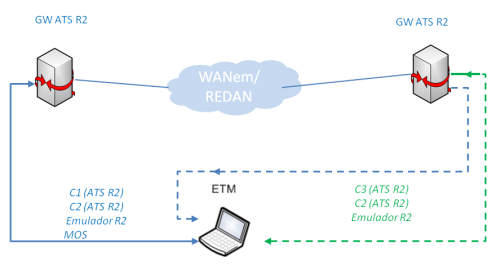 GW ATS R2
GW ATS R2
WANem/
REDAN
ETM
C1 (ATS R2)
C2 (ATS R2)
Emulador R2
MOS
C3 (ATS R2)
C2 (ATS R2)
Emulador R2